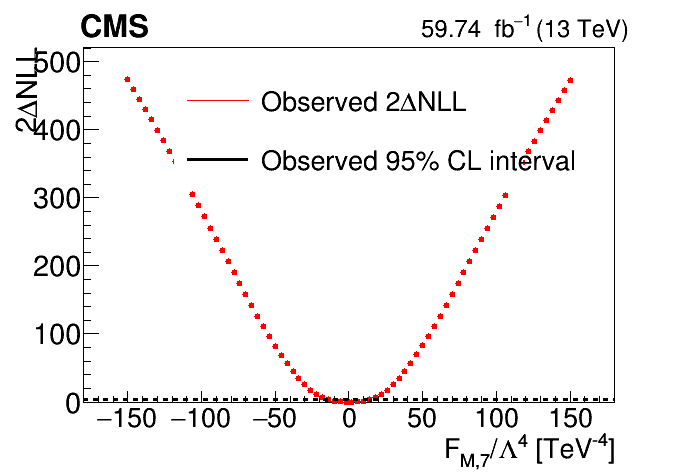 CMS
59.74 fb⁻¹ (13 TeV)
2ΔNLL
500
400
300
200
100
0
Observed 2ΔNLL
Observed 95% CL interval
−150 −100 −50 0 50 100 150
F_M,7/Λ⁴ [TeV⁻⁴]